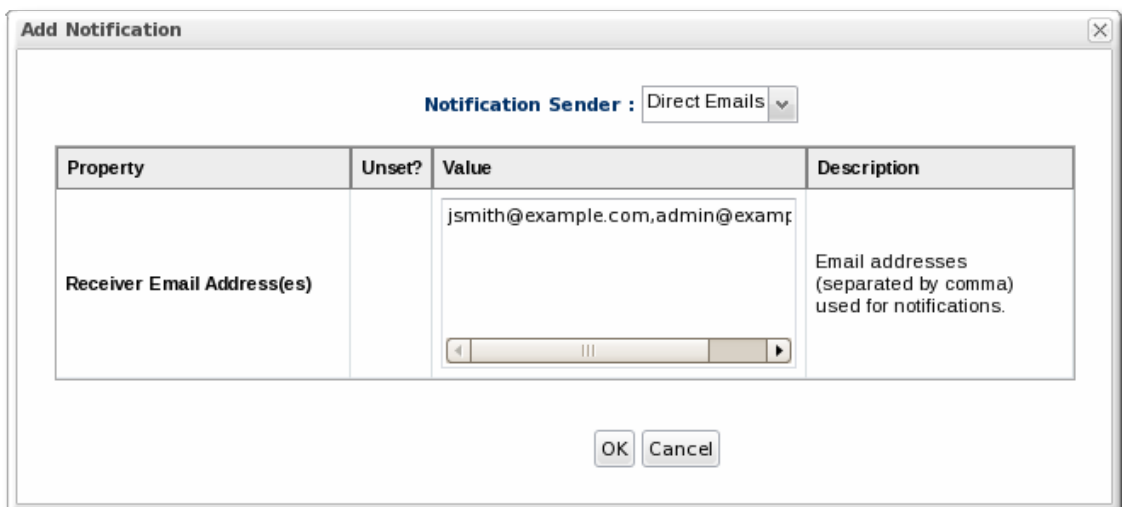 Add Notification
Notification Sender : Direct Emails
Property Unset? Value Description
jsmith@example.com,admin@examp
Receiver Email Address(es)
Email addresses
(separated by comma)
used for notifications.
OK Cancel